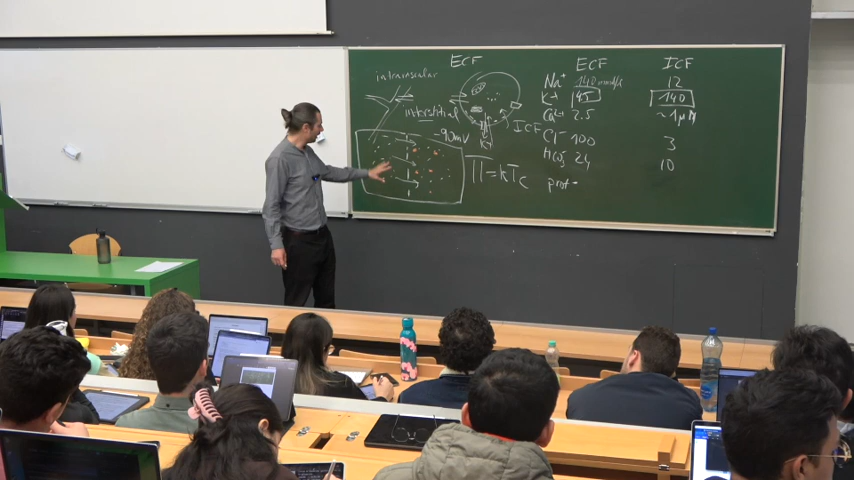 ECF
intravascular
interstitial
ICF
-90mV
K+
Π=kTc
ECF ICF
Na+ 140 mmol/l 12
K+ 4.5 140
Ca2+ 2.5 ~1μM
Cl- 100 3
HCO3- 24 10
prot-